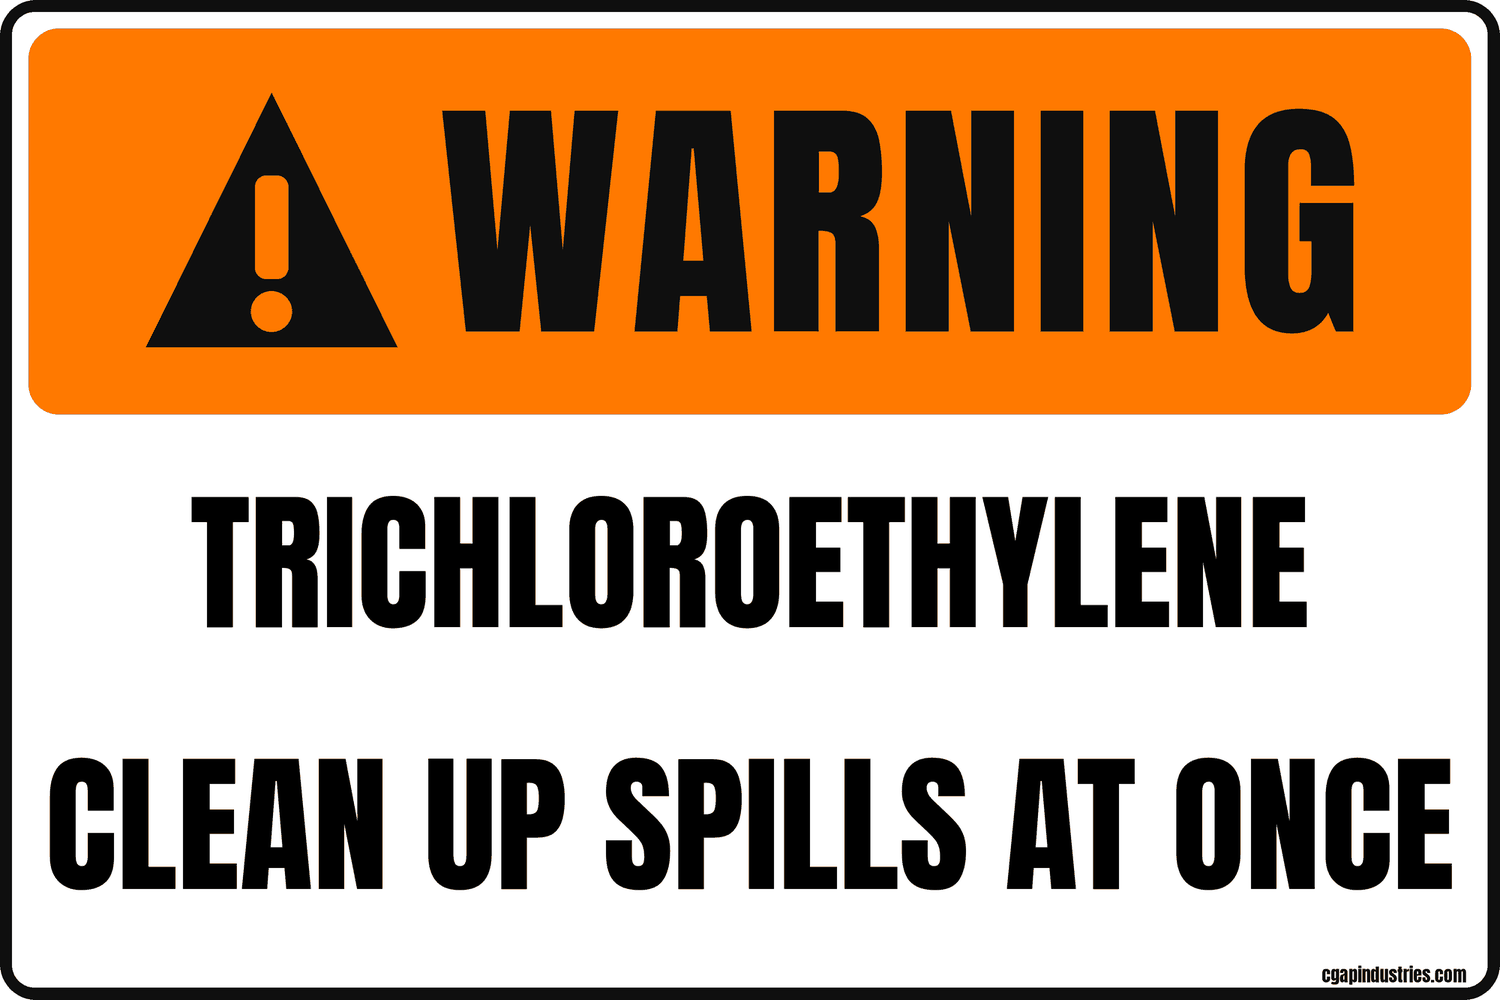 WARNING
TRICHLOROETHYLENE
CLEAN UP SPILLS AT ONCE
cgapindustries.com